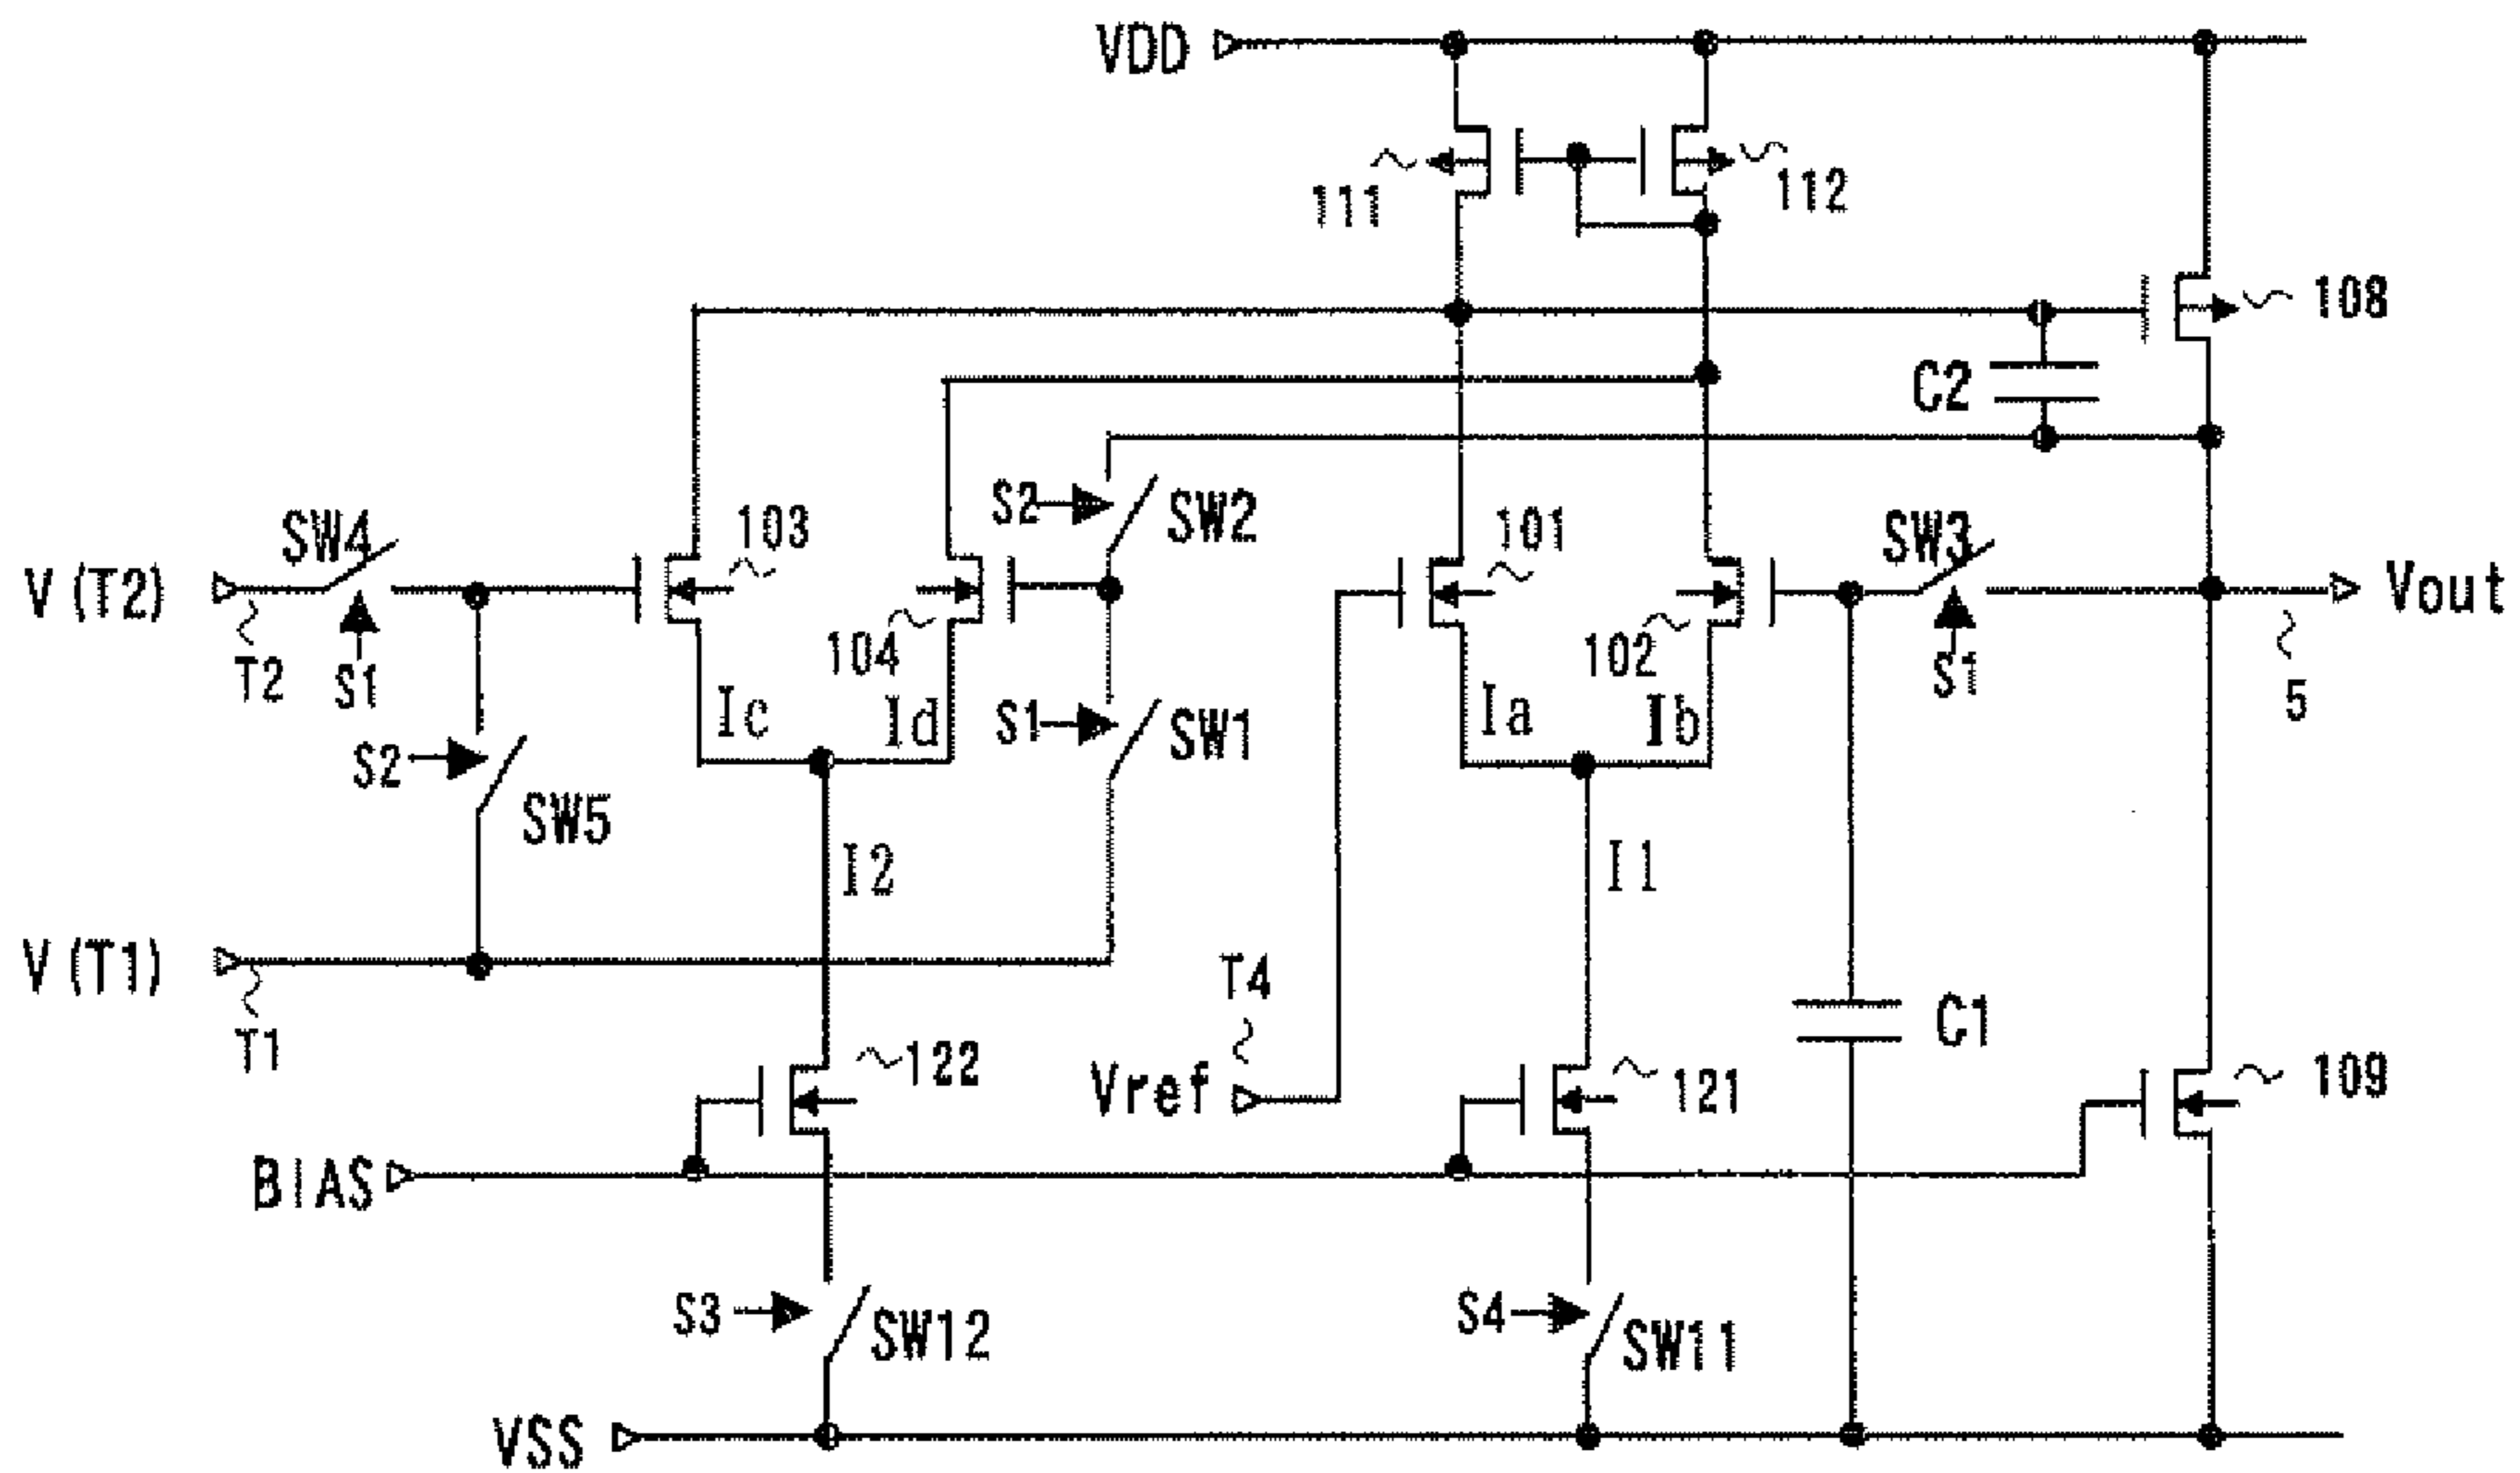 VDD
111
112
108
C2
S2
SW2
SW4
103
101
SW3
V(T2)
Vout
T2
S1
104
102
S1
5
Ic
Id
S1
SW1
Ia
Ib
S2
SW5
I2
I1
V(T1)
T4
C1
T1
122
Vref
121
109
BIAS
S3
SW12
S4
SW11
VSS